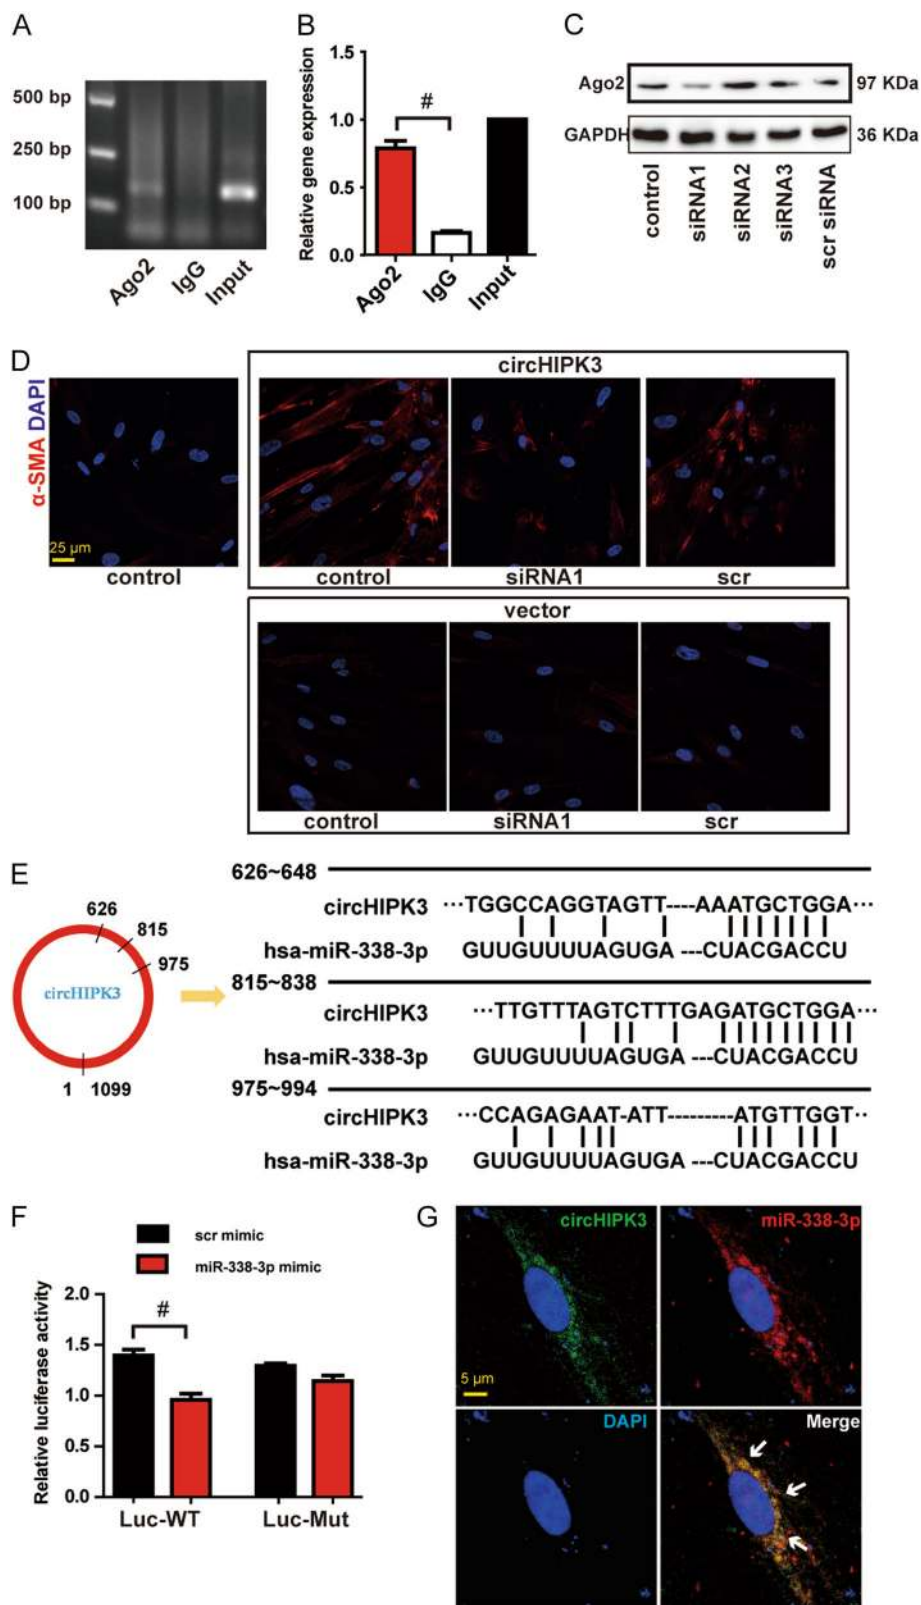 A
500 bp
250 bp
100 bp
Ago2 IgG Input
B
Relative gene expression
1.5
1.0
0.5
0.0
#
Ago2 IgG Input
C
Ago2 97 KDa
GAPDH 36 KDa
control siRNA1 siRNA2 siRNA3 scr siRNA
D
α-SMA DAPI
25 μm
control
circHIPK3
control siRNA1 scr
vector
control siRNA1 scr
E
626
815
975
circHIPK3
1 1099
626~648
circHIPK3 ···TGGCCAGGTAGTT----AAATGCTGGA···
hsa-miR-338-3p GUUGUUUUAGUGA ---CUACGACCU
815~838
circHIPK3 ···TTGTTTAGTCTTTGAGATGCTGGA···
hsa-miR-338-3p GUUGUUUUAGUGA ---CUACGACCU
975~994
circHIPK3 ···CCAGAGAAT-ATT---------ATGTTGGT··
hsa-miR-338-3p GUUGUUUUAGUGA ---CUACGACCU
F
scr mimic
miR-338-3p mimic
Relative luciferase activity
2.0
1.5
1.0
0.5
0.0
#
Luc-WT Luc-Mut
G
circHIPK3
miR-338-3p
5 μm
DAPI
Merge